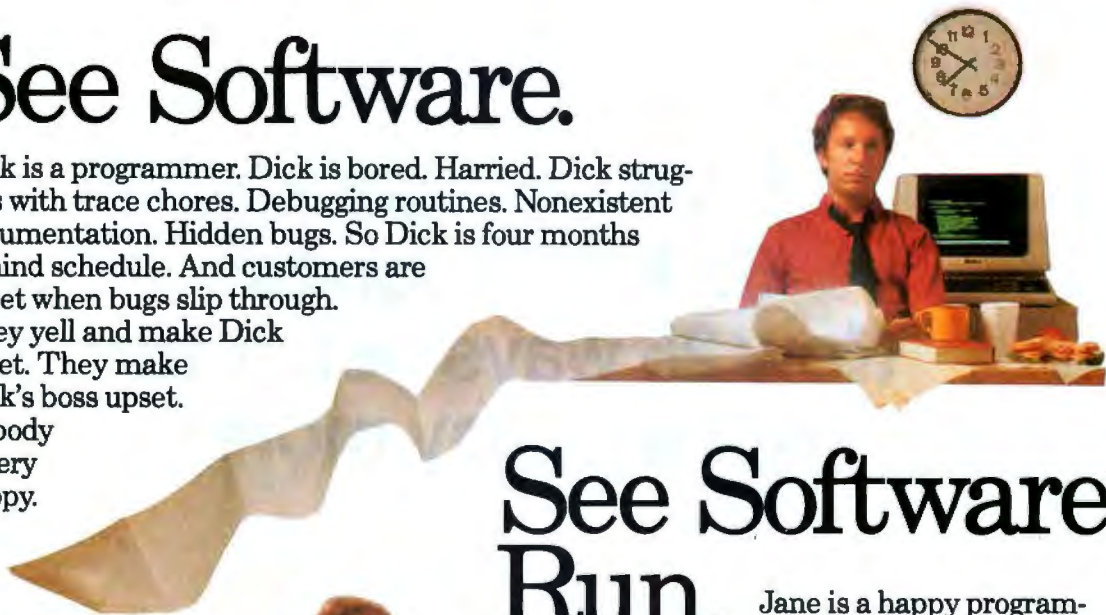 See Software.
k is a programmer. Dick is bored. Harried. Dick strug-
s with trace chores. Debugging routines. Nonexistent
umentation. Hidden bugs. So Dick is four months
ind schedule. And customers are
et when bugs slip through.
ey yell and make Dick
et. They make
k's boss upset.
body
ery
py.
See Software
Run
Jane is a happy program-